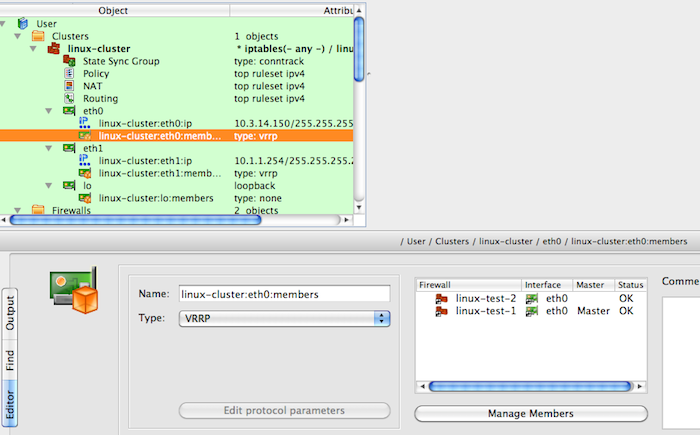 Object Attribu
User
Clusters 1 objects
linux-cluster * iptables(- any -) / linu
State Sync Group type: conntrack
Policy top ruleset ipv4
NAT top ruleset ipv4
Routing top ruleset ipv4
eth0
IP linux-cluster:eth0:ip 10.3.14.150/255.255.255
linux-cluster:eth0:memb... type: vrrp
eth1
IP linux-cluster:eth1:ip 10.1.1.254/255.255.255.2
linux-cluster:eth1:memb... type: vrrp
lo loopback
linux-cluster:lo:members type: none
Firewalls 2 objects
/ User / Clusters / linux-cluster / eth0 / linux-cluster:eth0:members
Output
Find
Editor
Name: linux-cluster:eth0:members
Type: VRRP
Edit protocol parameters
Firewall Interface Master Status
linux-test-2 eth0 OK
linux-test-1 eth0 Master OK
Manage Members
Comme